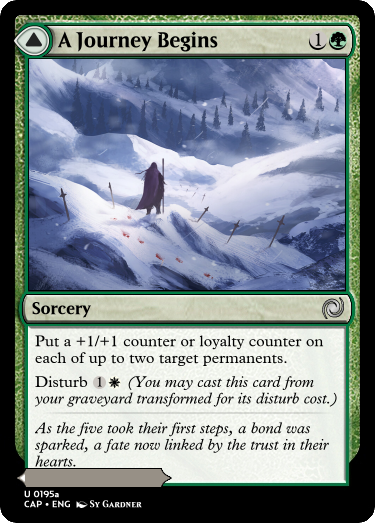 A Journey Begins 1
Sorcery
Put a +1/+1 counter or loyalty counter on
each of up to two target permanents.
Disturb 1 (You may cast this card from
your graveyard transformed for its disturb cost.)
As the five took their first steps, a bond was
sparked, a fate now linked by the trust in their
hearts.
U 0195a
CAP • ENG Sy Gardner